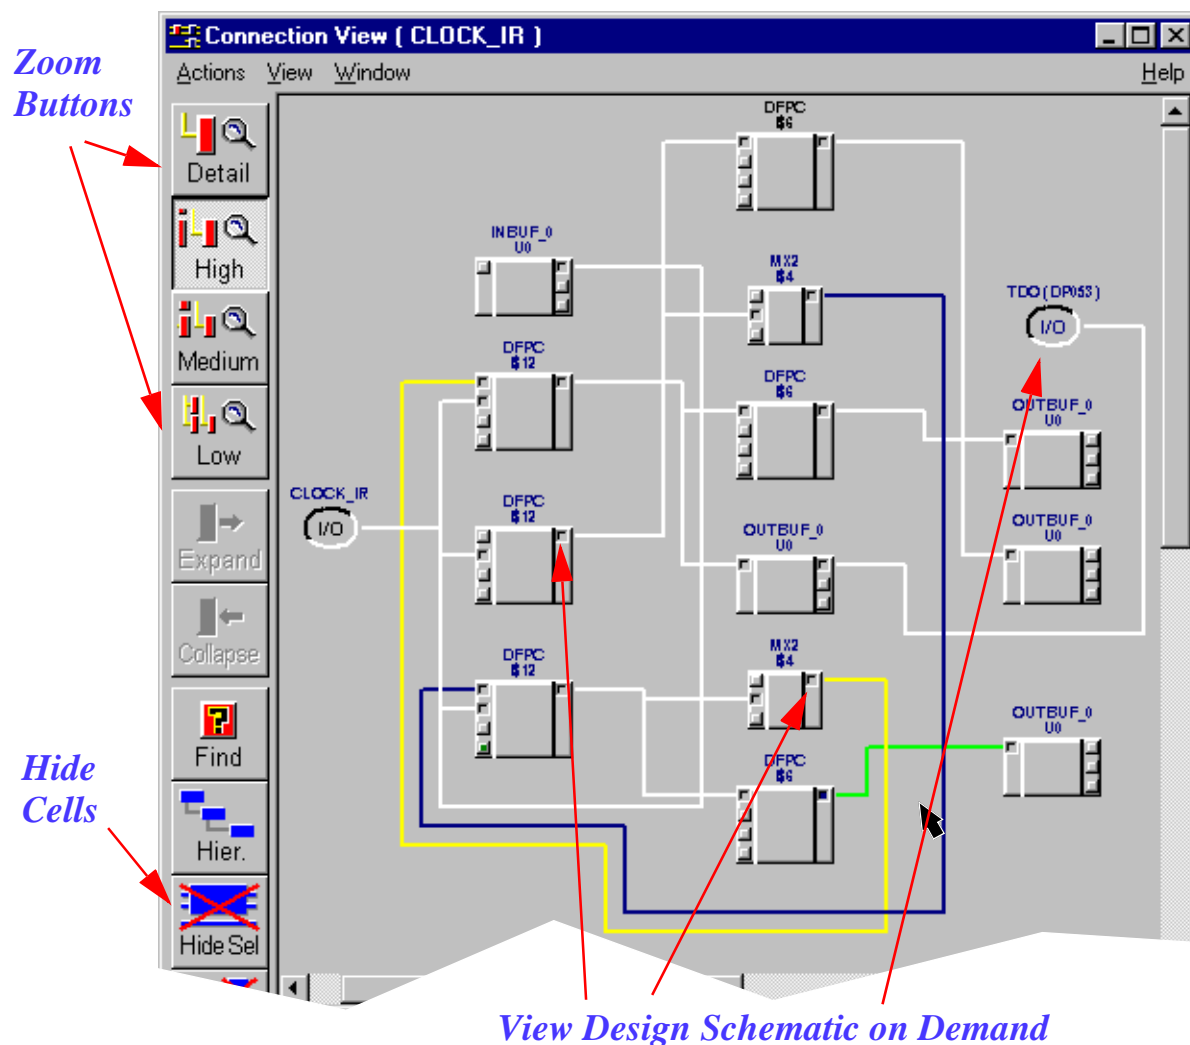 Connection View ( CLOCK_IR )
Zoom
Buttons
Actions View Window Help
Detail
High
Medium
Low
Expand
Collapse
Find
Hier.
Hide Sel
Hide
Cells
DFPC
$6
INBUF_0
U0
MX2
$4
TDO(DP053)
I/O
DFPC
$12
DFPC
$6
OUTBUF_0
U0
CLOCK_IR
I/O
DFPC
$12
OUTBUF_0
U0
OUTBUF_0
U0
DFPC
$12
MX2
$4
OUTBUF_0
U0
DFPC
$6
View Design Schematic on Demand